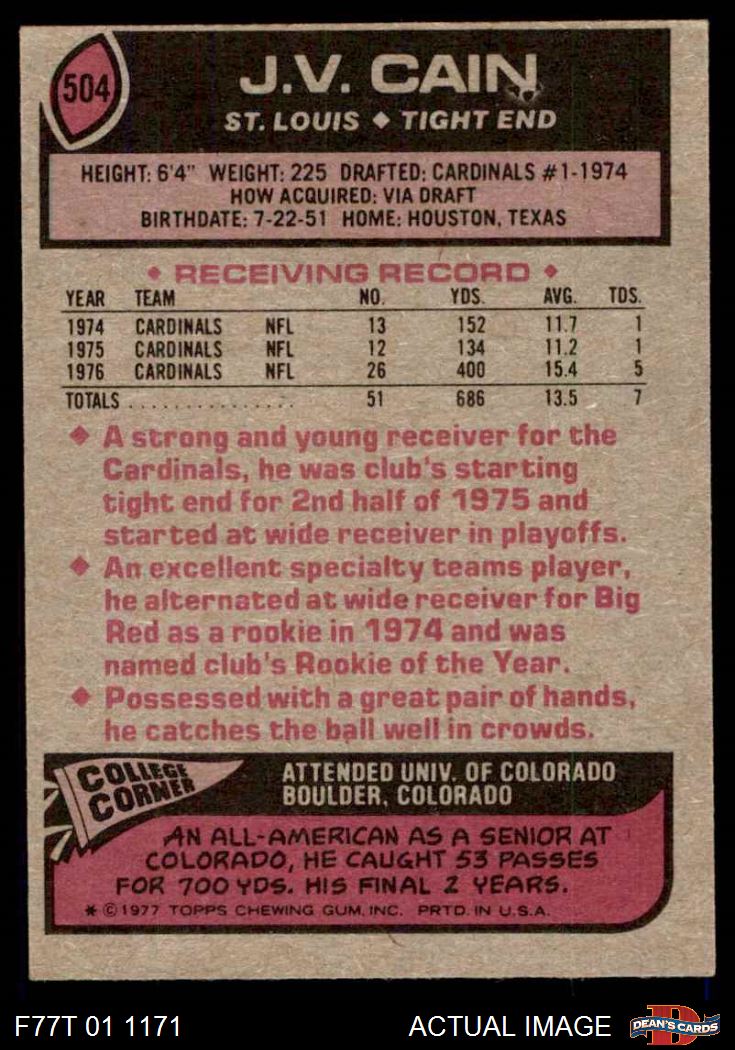 504
J.V. CAIN
ST. LOUIS ♦ TIGHT END
HEIGHT: 6'4" WEIGHT: 225 DRAFTED: CARDINALS #1-1974
HOW ACQUIRED: VIA DRAFT
BIRTHDATE: 7-22-51 HOME: HOUSTON, TEXAS
♦ RECEIVING RECORD ♦
YEAR TEAM NO. YDS. AVG. TDS.
1974 CARDINALS NFL 13 152 11.7 1
1975 CARDINALS NFL 12 134 11.2 1
1976 CARDINALS NFL 26 400 15.4 5
TOTALS . . . . . . . . . . . . . . . 51 686 13.5 7
♦ A strong and young receiver for the
Cardinals, he was club's starting
tight end for 2nd half of 1975 and
started at wide receiver in playoffs.
♦ An excellent specialty teams player,
he alternated at wide receiver for Big
Red as a rookie in 1974 and was
named club's Rookie of the Year.
♦ Possessed with a great pair of hands,
he catches the ball well in crowds.
COLLEGE
CORNER
ATTENDED UNIV. OF COLORADO
BOULDER, COLORADO
AN ALL-AMERICAN AS A SENIOR AT
COLORADO, HE CAUGHT 53 PASSES
FOR 700 YDS. HIS FINAL 2 YEARS.
* © 1977 TOPPS CHEWING GUM, INC. PRTD. IN U.S.A.
F77T 01 1171
ACTUAL IMAGE
D
DEAN'S CARDS